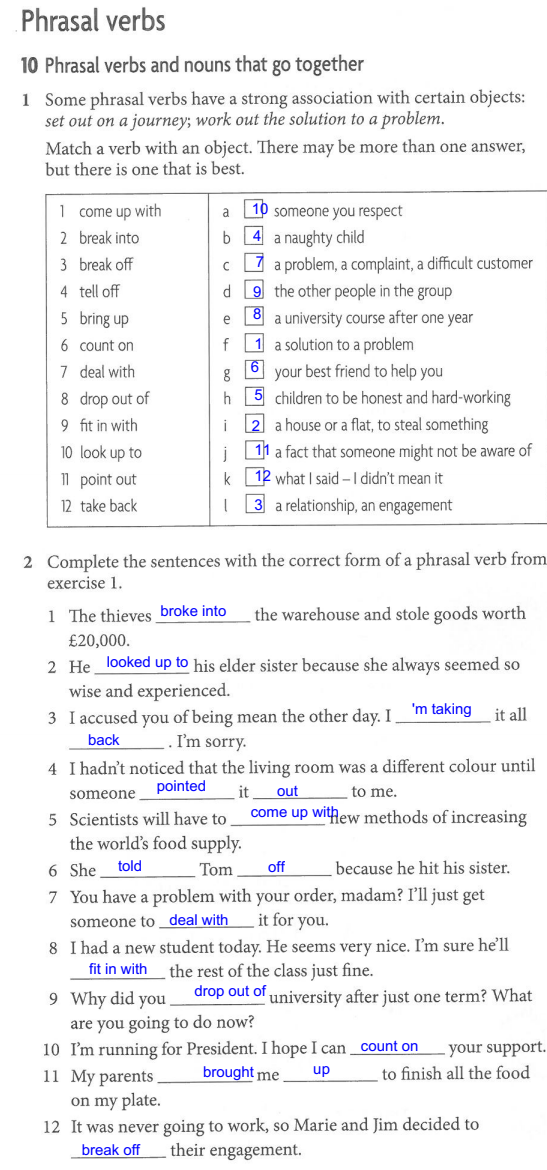 Phrasal verbs
10 Phrasal verbs and nouns that go together
1 Some phrasal verbs have a strong association with certain objects:
set out on a journey; work out the solution to a problem.
Match a verb with an object. There may be more than one answer,
but there is one that is best.
1 come up with a 10 someone you respect
2 break into b 4 a naughty child
3 break off c 7 a problem, a complaint, a difficult customer
4 tell off d 9 the other people in the group
5 bring up e 8 a university course after one year
6 count on f 1 a solution to a problem
7 deal with g 6 your best friend to help you
8 drop out of h 5 children to be honest and hard-working
9 fit in with i 2 a house or a flat, to steal something
10 look up to j 11 a fact that someone might not be aware of
11 point out k 12 what I said – I didn't mean it
12 take back l 3 a relationship, an engagement
2 Complete the sentences with the correct form of a phrasal verb from
exercise 1.
1 The thieves broke into the warehouse and stole goods worth
£20,000.
2 He looked up to his elder sister because she always seemed so
wise and experienced.
3 I accused you of being mean the other day. I 'm taking it all
back . I'm sorry.
4 I hadn't noticed that the living room was a different colour until
someone pointed it out to me.
5 Scientists will have to come up with new methods of increasing
the world's food supply.
6 She told Tom off because he hit his sister.
7 You have a problem with your order, madam? I'll just get
someone to deal with it for you.
8 I had a new student today. He seems very nice. I'm sure he'll
fit in with the rest of the class just fine.
9 Why did you drop out of university after just one term? What
are you going to do now?
10 I'm running for President. I hope I can count on your support.
11 My parents brought me up to finish all the food
on my plate.
12 It was never going to work, so Marie and Jim decided to
break off their engagement.